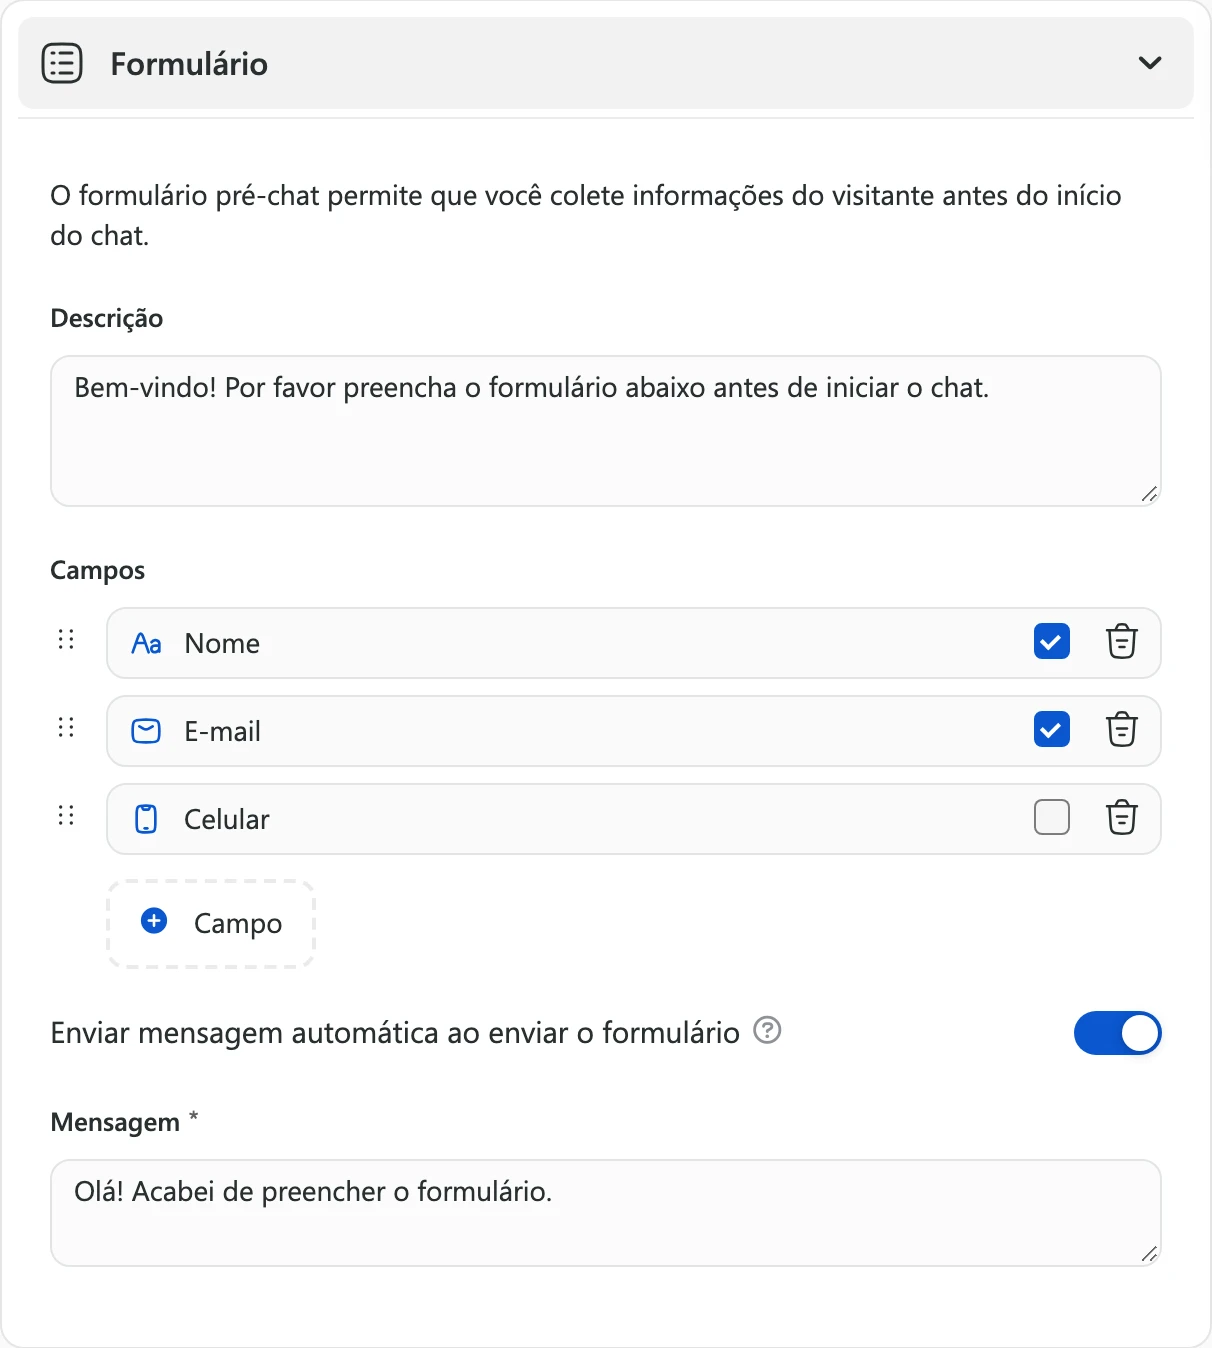 Formulário
O formulário pré-chat permite que você colete informações do visitante antes do início
do chat.
Descrição
Bem-vindo! Por favor preencha o formulário abaixo antes de iniciar o chat.
Campos
Aa Nome
E-mail
Celular
Campo
Enviar mensagem automática ao enviar o formulário ?
Mensagem *
Olá! Acabei de preencher o formulário.